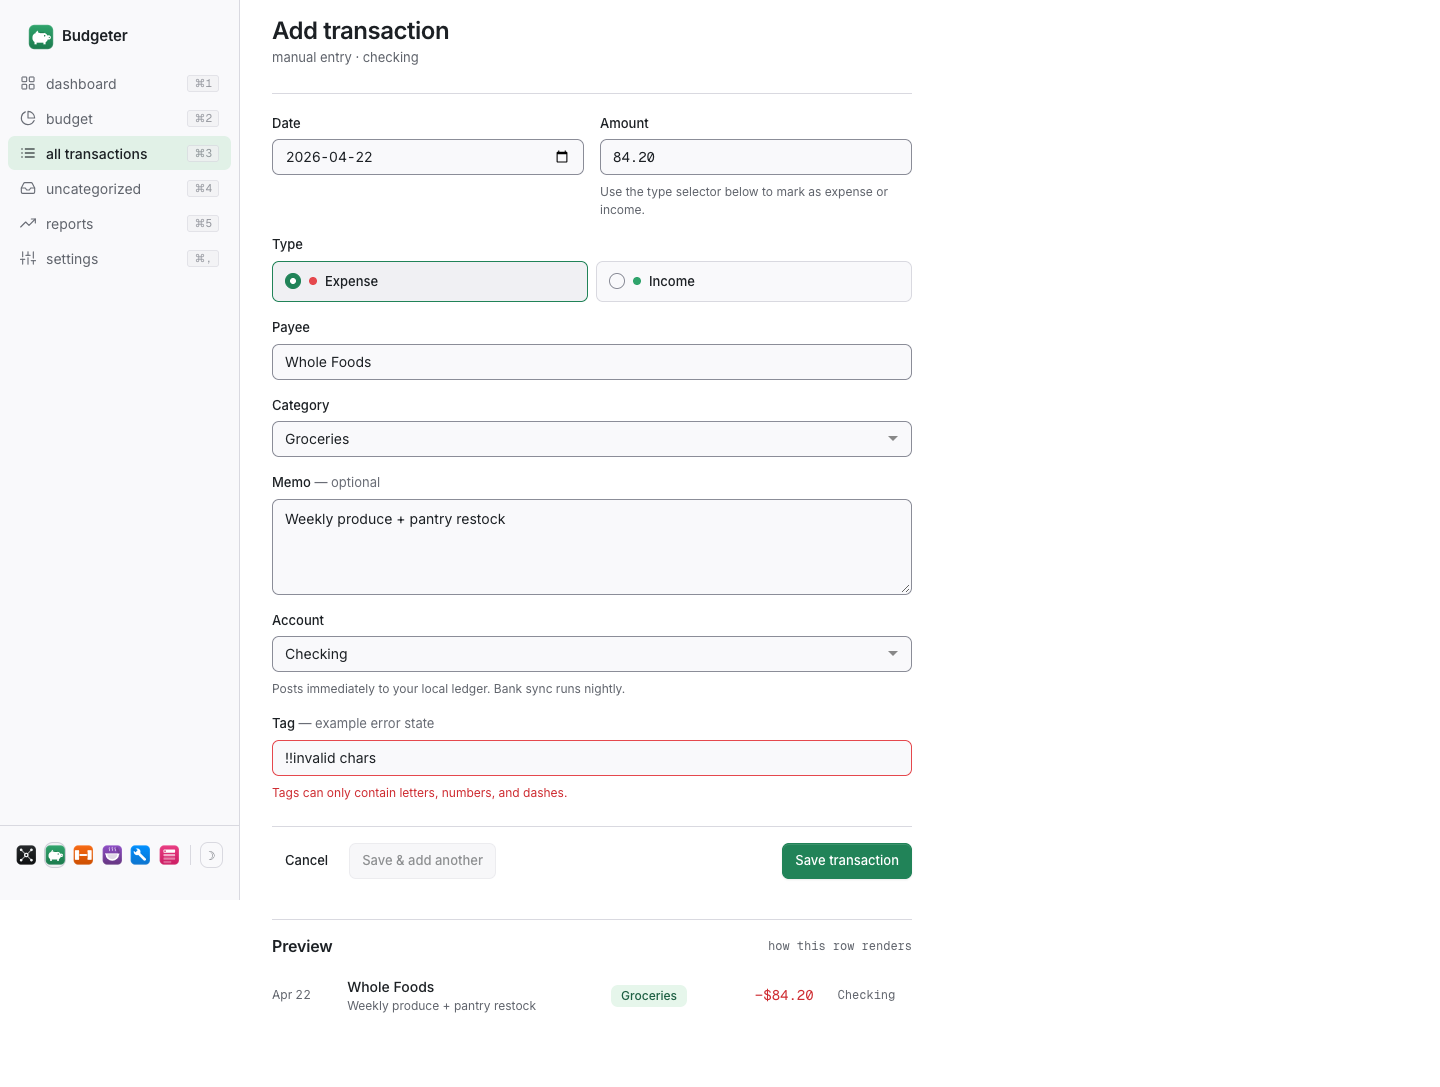 Budgeter
dashboard ⌘1
budget ⌘2
all transactions ⌘3
uncategorized ⌘4
reports ⌘5
settings ⌘,
Add transaction
manual entry · checking
Date
2026-04-22
Amount
84.20
Use the type selector below to mark as expense or
income.
Type
Expense
Income
Payee
Whole Foods
Category
Groceries
Memo — optional
Weekly produce + pantry restock
Account
Checking
Posts immediately to your local ledger. Bank sync runs nightly.
Tag — example error state
!!invalid chars
Tags can only contain letters, numbers, and dashes.
Cancel
Save & add another
Save transaction
Preview
how this row renders
Apr 22
Whole Foods
Weekly produce + pantry restock
Groceries
−$84.20
Checking